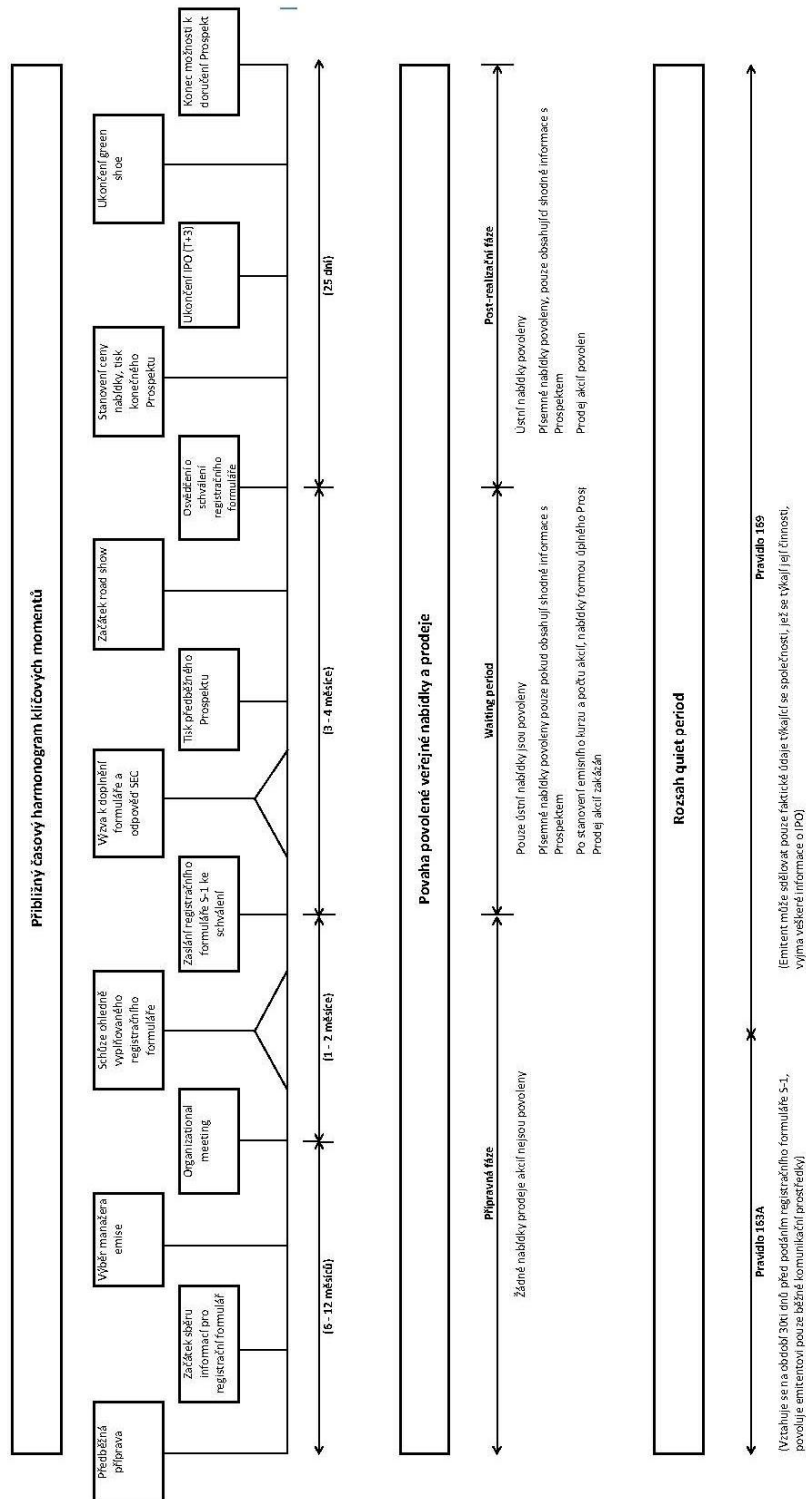 Přibližný časový harmonogram klíčových momentů
Předběžná
příprava
Začátek sběru
informací pro
registrační formulář
Výběr manažera
emise
Organizational
meeting
Schůze ohledně
vyplňovaného
registračního
formuláře
Zaslání registračního
formuláře S-1 ke
schválení
Výzva k doplnění
formuláře a
odpověď SEC
Tisk předběžného
Prospektu
Začátek road show
Osvědčení o
schválení
registračního
formuláře
Stanovení ceny
nabídky, tisk
konečného
Prospektu
Ukončení IPO (T+3)
Ukončení green
shoe
Konec možnosti k
doručení Prospekt
(6 - 12 měsíců)
(1 - 2 měsíce)
(3 - 4 měsíce)
(25 dní)
Povaha povolené veřejné nabídky a prodeje
Přípravná fáze
Žádné nabídky prodeje akcií nejsou povoleny
Waiting period
Pouze ústní nabídky jsou povoleny
Písemné nabídky povoleny pouze pokud obsahují shodné informace s
Prospektem
Po stanovení emisního kurzu a počtu akcií, nabídky formou úplného Prosp
Prodej akcií zakázán
Post-realizační fáze
Ústní nabídky povoleny
Písemné nabídky povoleny, pouze obsahující shodné informace s
Prospektem
Prodej akcií povolen
Rozsah quiet period
Pravidlo 163A
(Vztahuje se na období 30ti dnů před podáním registračního formuláře S-1,
povoluje emitentovi pouze běžné komunikační prostředky)
Pravidlo 169
(Emitent může sdělovat pouze faktické údaje týkající se společnosti, jež se týkají její činnosti,
vyjma veškeré informace o IPO)